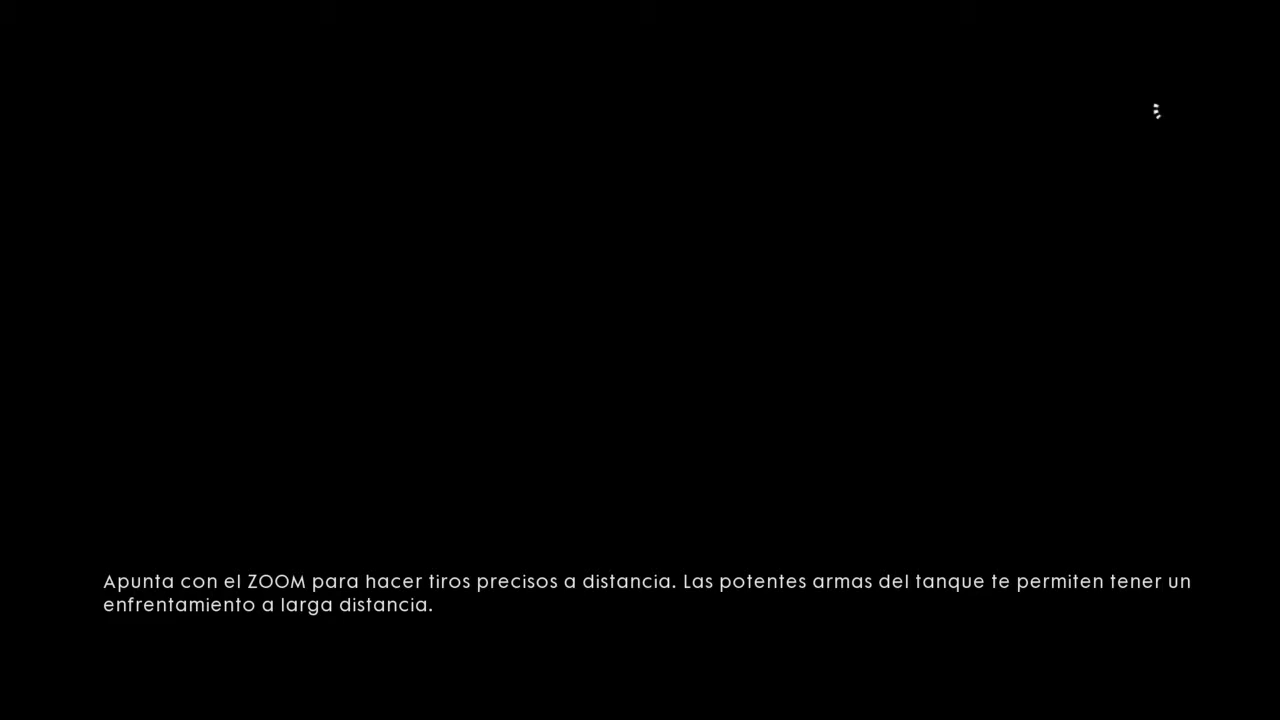 Apunta con el ZOOM para hacer tiros precisos a distancia. Las potentes armas del tanque te permiten tener un
enfrentamiento a larga distancia.